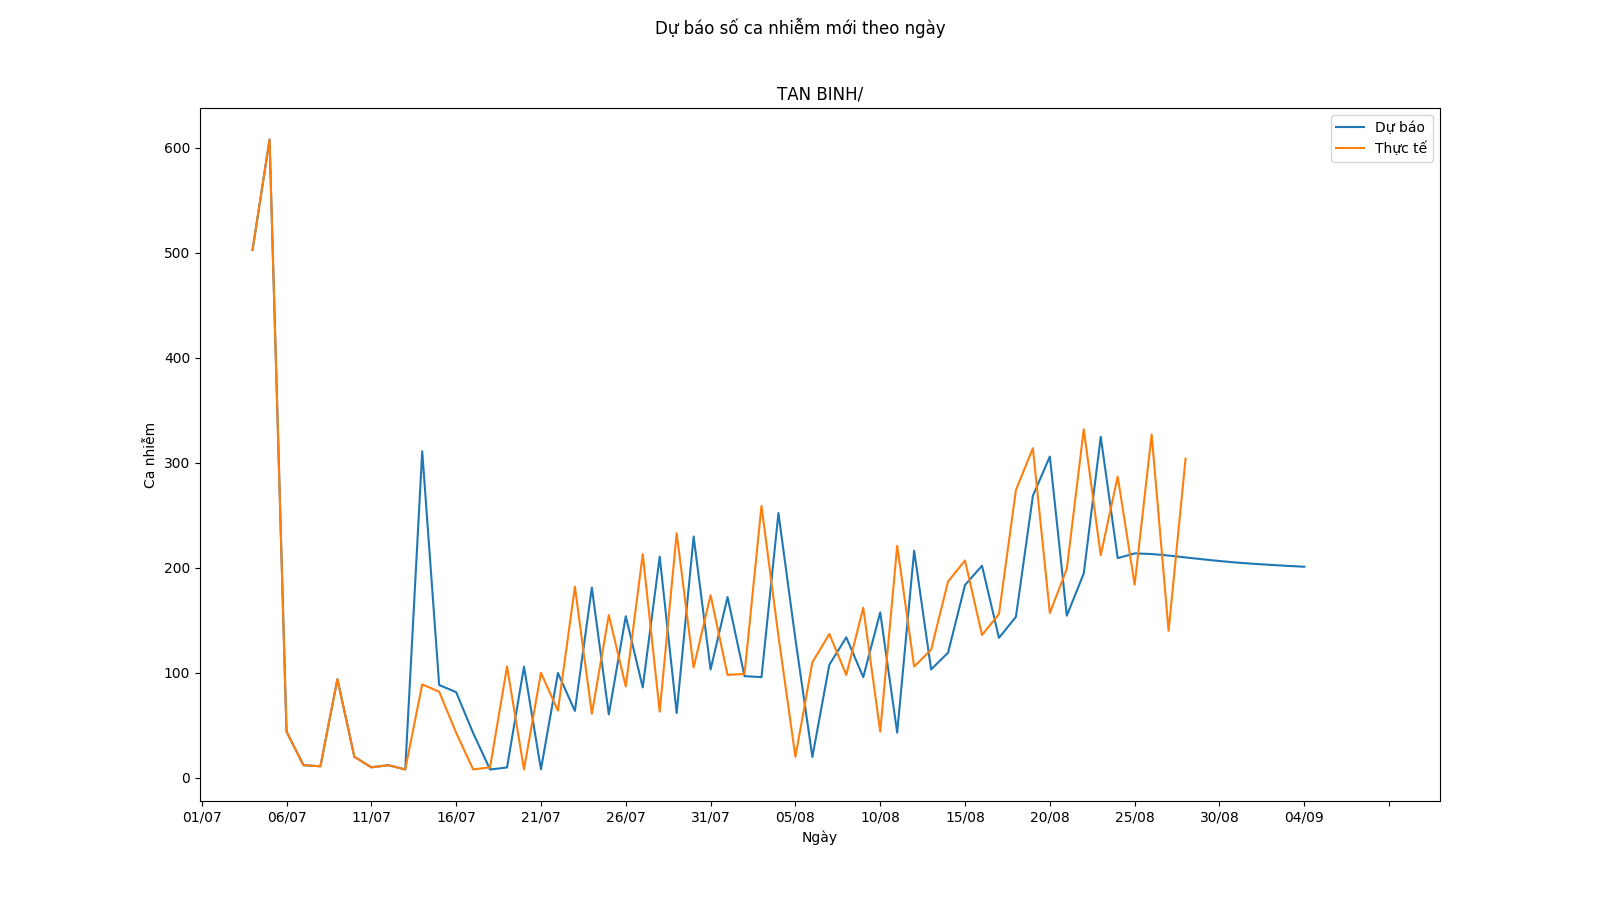 Dự báo số ca nhiễm mới theo ngày
TAN BINH/
Dự báo
Thực tế
600
500
400
300
200
100
0
Ca nhiễm
01/07 06/07 11/07 16/07 21/07 26/07 31/07 05/08 10/08 15/08 20/08 25/08 30/08 04/09
Ngày